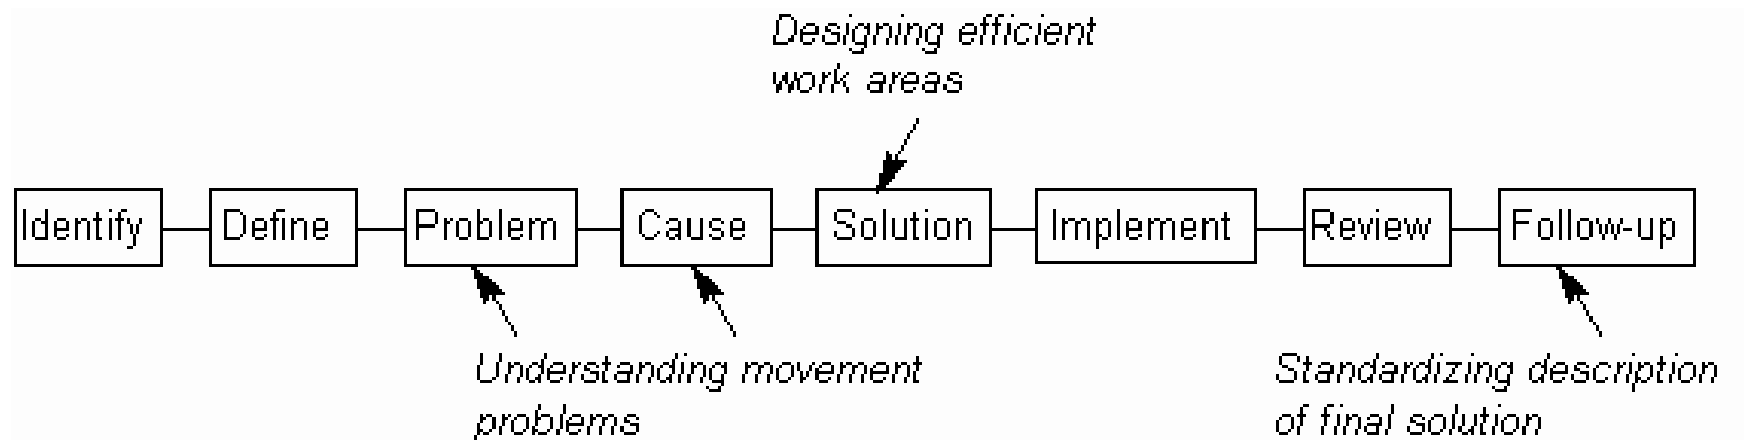 Designing efficient
work areas
Identify
Define
Problem
Cause
Solution
Implement
Review
Follow-up
Understanding movement
problems
Standardizing description
of final solution